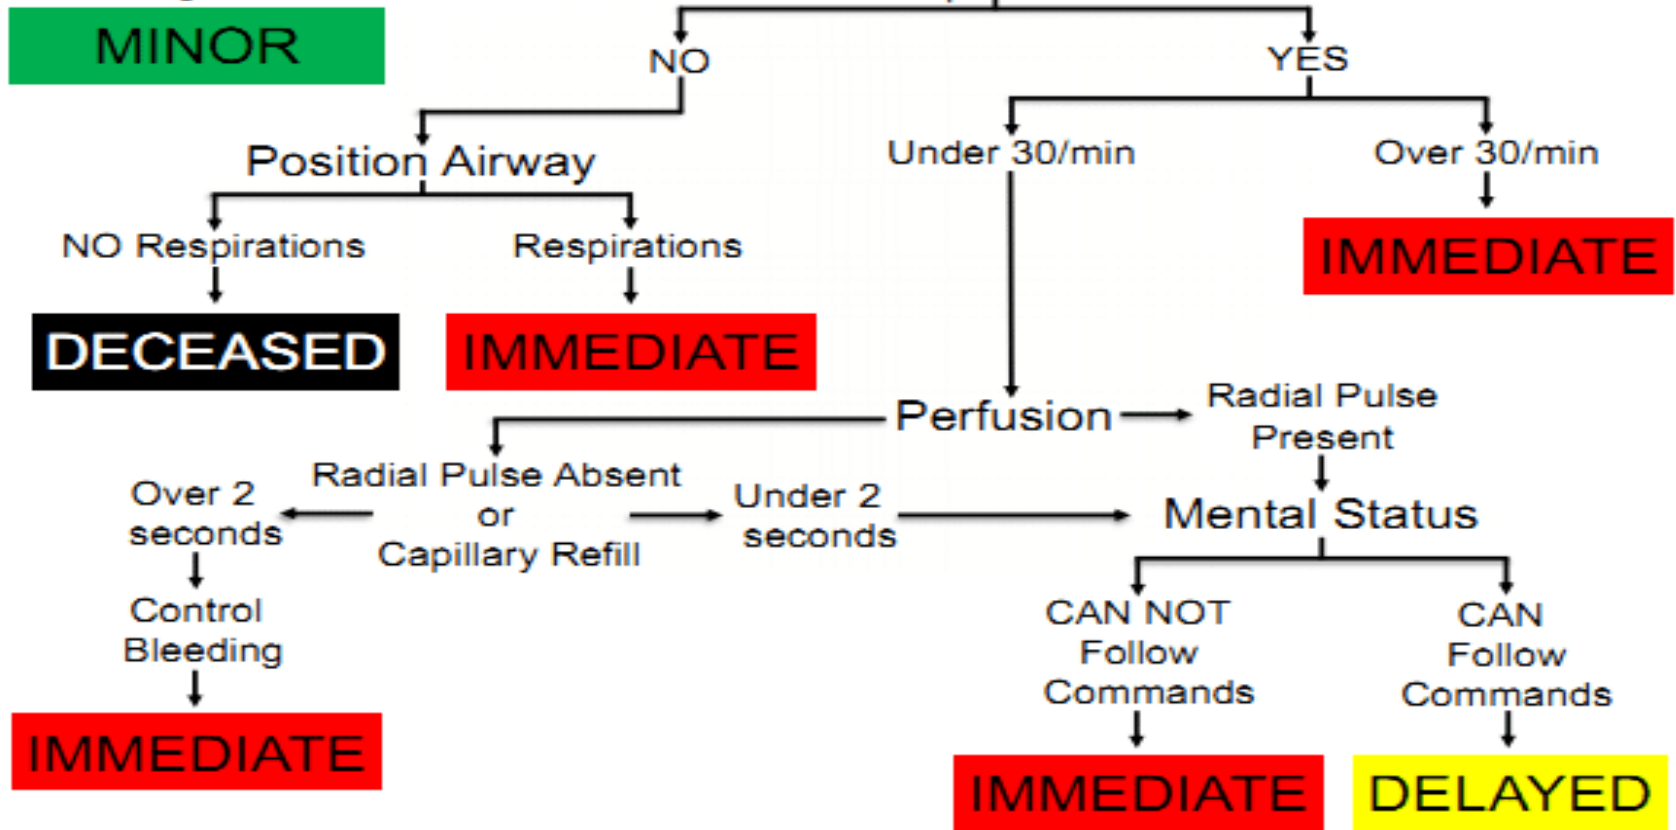 MINOR
NO
YES
Position Airway
Under 30/min
Over 30/min
NO Respirations
Respirations
IMMEDIATE
DECEASED
IMMEDIATE
Perfusion
Radial Pulse
Present
Radial Pulse Absent
or
Capillary Refill
Over 2
seconds
Under 2
seconds
Mental Status
Control
Bleeding
CAN NOT
Follow
Commands
CAN
Follow
Commands
IMMEDIATE
IMMEDIATE
DELAYED